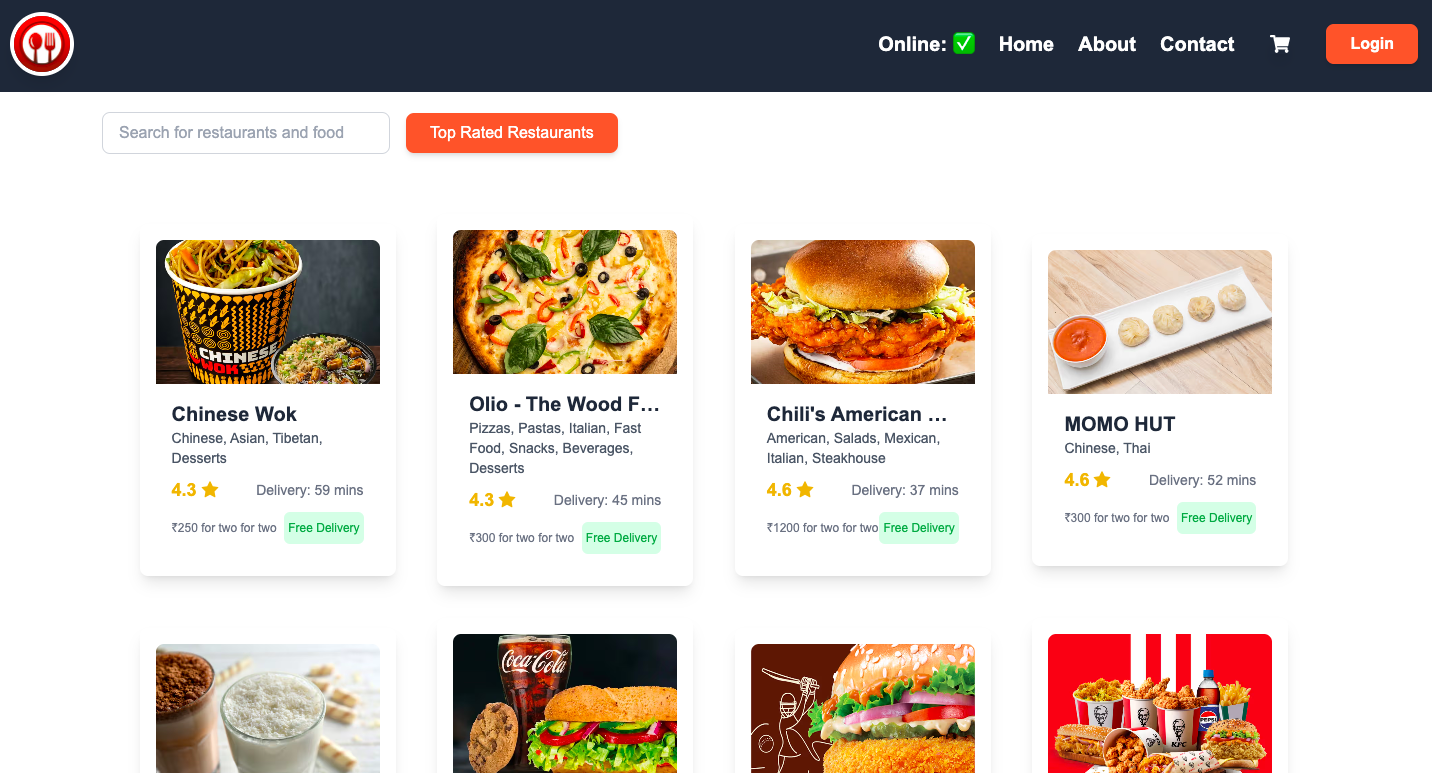 Online: ✅ Home About Contact Login
Search for restaurants and food
Top Rated Restaurants
CHINESE
WOK
Chinese Wok
Chinese, Asian, Tibetan,
Desserts
4.3
Delivery: 59 mins
₹250 for two for two
Free Delivery
Olio - The Wood F...
Pizzas, Pastas, Italian, Fast
Food, Snacks, Beverages,
Desserts
4.3
Delivery: 45 mins
₹300 for two for two
Free Delivery
Chili's American ...
American, Salads, Mexican,
Italian, Steakhouse
4.6
Delivery: 37 mins
₹1200 for two for two
Free Delivery
MOMO HUT
Chinese, Thai
4.6
Delivery: 52 mins
₹300 for two for two
Free Delivery
Coca-Cola
PEPSI
KFC